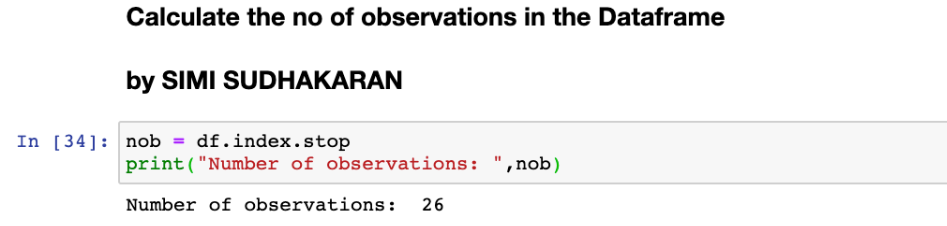 Calculate the no of observations in the Dataframe
by SIMI SUDHAKARAN
In [34]: nob = df.index.stop
print("Number of observations: ",nob)
Number of observations:  26